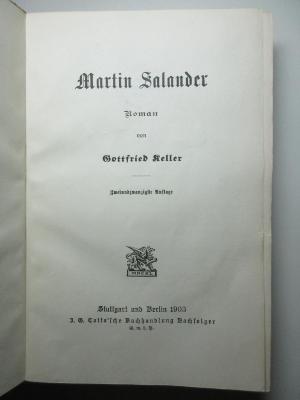 Martin Salander
Roman
von
Gottfried Keller
Zweiundzwanzigste Auflage
Stuttgart und Berlin 1903
J. G. Cotta'sche Buchhandlung Nachfolger
G. m. b. H.